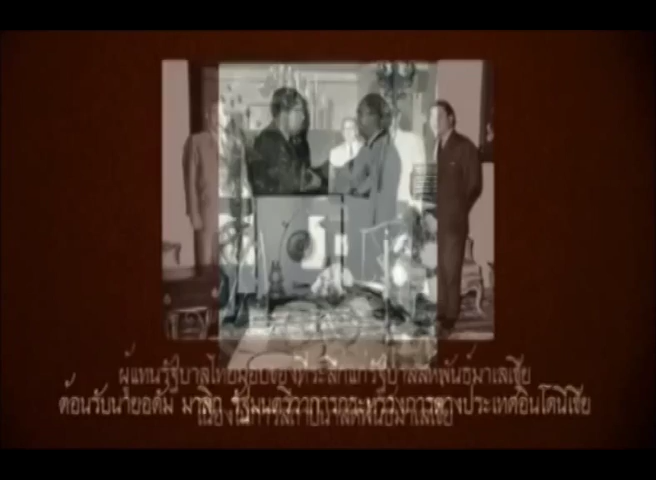 ผู้แทนรัฐบาลไทยมอบของที่ระลึกแก่รัฐบาลสหพันธ์มาเลเซีย
ต้อนรับนายอดัม มาลิก รัฐมนตรีว่าการกระทรวงการต่างประเทศอินโดนีเซีย
เนื่องในการสถาปนาสหพันธ์มาเลเซีย